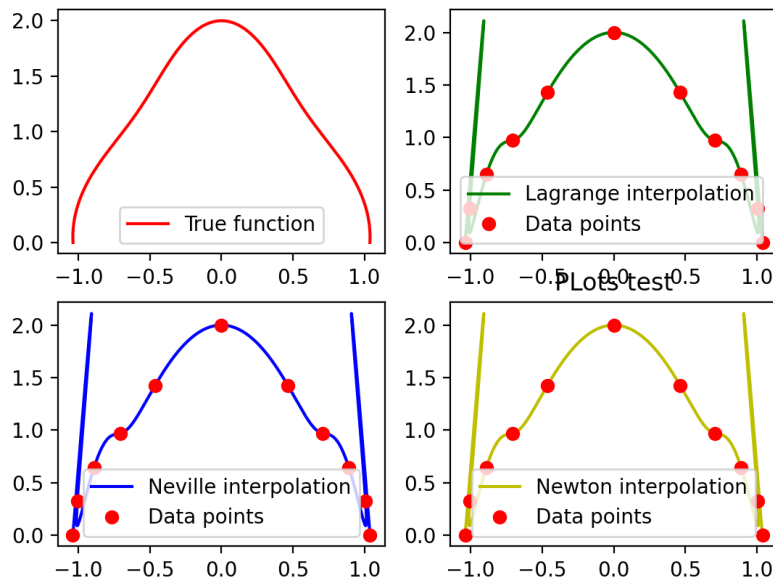 2.0
1.5
1.0
0.5
0.0
True function
−1.0 −0.5 0.0 0.5 1.0
2.0
1.5
1.0
0.5
0.0
Lagrange interpolation
Data points
−1.0 −0.5 0.0 0.5 1.0
PLots test
2.0
1.5
1.0
0.5
0.0
Neville interpolation
Data points
−1.0 −0.5 0.0 0.5 1.0
2.0
1.5
1.0
0.5
0.0
Newton interpolation
Data points
−1.0 −0.5 0.0 0.5 1.0